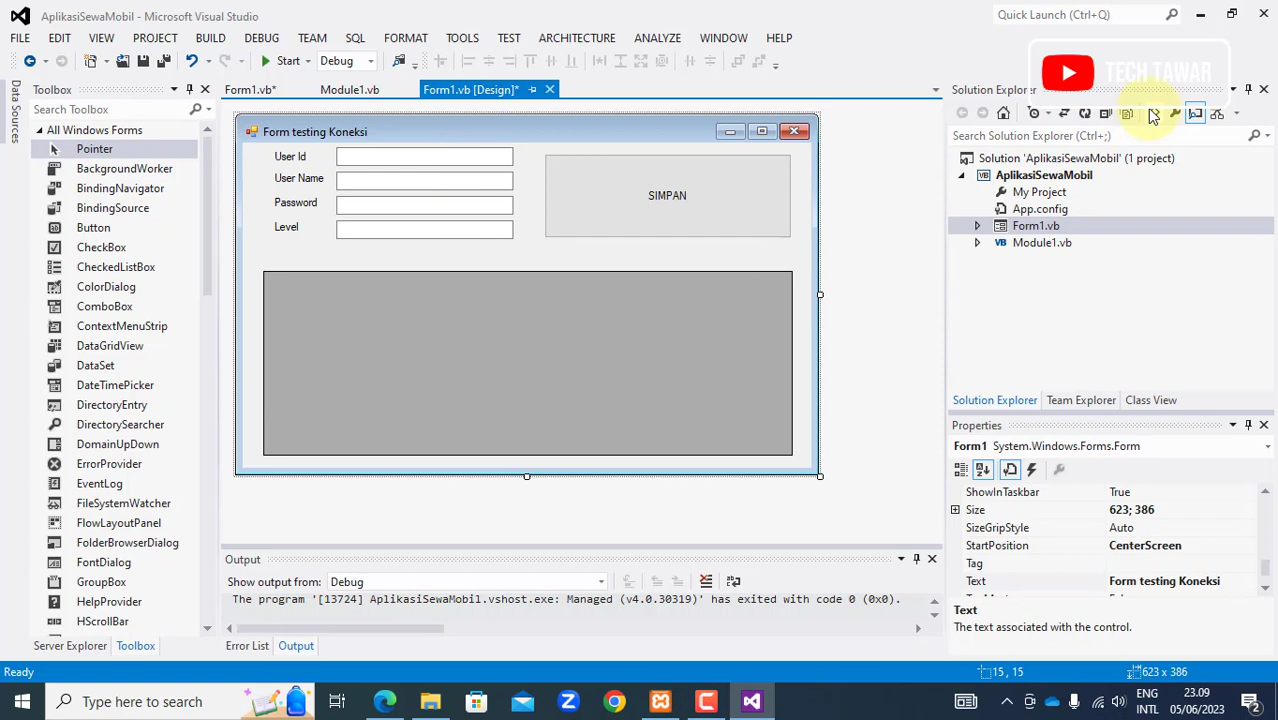 AplikasiSewaMobil - Microsoft Visual Studio
Quick Launch (Ctrl+Q)
FILE EDIT VIEW PROJECT BUILD DEBUG TEAM SQL FORMAT TOOLS TEST ARCHITECTURE ANALYZE WINDOW HELP
Start Debug
TECH TAWAR
Data Sources
Toolbox
Search Toolbox
All Windows Forms
Pointer
BackgroundWorker
BindingNavigator
BindingSource
Button
CheckBox
CheckedListBox
ColorDialog
ComboBox
ContextMenuStrip
DataGridView
DataSet
DateTimePicker
DirectoryEntry
DirectorySearcher
DomainUpDown
ErrorProvider
EventLog
FileSystemWatcher
FlowLayoutPanel
FolderBrowserDialog
FontDialog
GroupBox
HelpProvider
HScrollBar
Server Explorer Toolbox
Form1.vb* Module1.vb Form1.vb [Design]*
Form testing Koneksi
User Id
User Name
Password
Level
SIMPAN
Output
Show output from: Debug
The program '[13724] AplikasiSewaMobil.vshost.exe: Managed (v4.0.30319)' has exited with code 0 (0x0).
Error List Output
Solution Explorer
Search Solution Explorer (Ctrl+;)
Solution 'AplikasiSewaMobil' (1 project)
VB AplikasiSewaMobil
My Project
App.config
Form1.vb
VB Module1.vb
Solution Explorer Team Explorer Class View
Properties
Form1 System.Windows.Forms.Form
ShowInTaskbar True
Size 623; 386
SizeGripStyle Auto
StartPosition CenterScreen
Tag
Text Form testing Koneksi
Text
The text associated with the control.
Ready 15, 15 623 x 386
Type here to search
ENG
INTL
23.09
05/06/2023
2